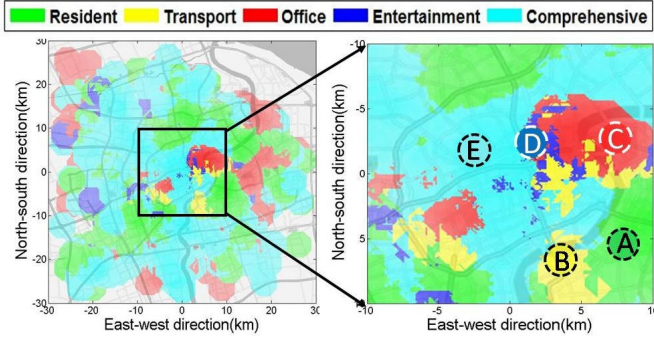 Resident Transport Office Entertainment Comprehensive
North-south direction(km)
30
20
10
0
-10
-20
-30
-30 -20 -10 0 10 20 30
East-west direction(km)
North-south direction(km)
-10
-5
0
5
-10 -5 0 5 10
East-west direction(km)
E
D
C
B
A